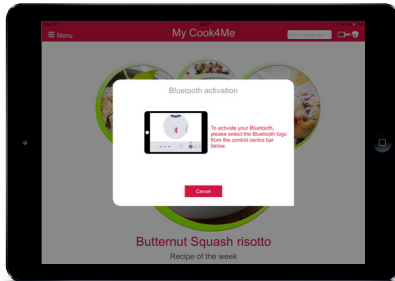 Menu
My Cook4Me
Bluetooth activation
To activate your Bluetooth,
please select the Bluetooth logo
from the control centre bar
below.
Cancel
Butternut Squash risotto
Recipe of the week